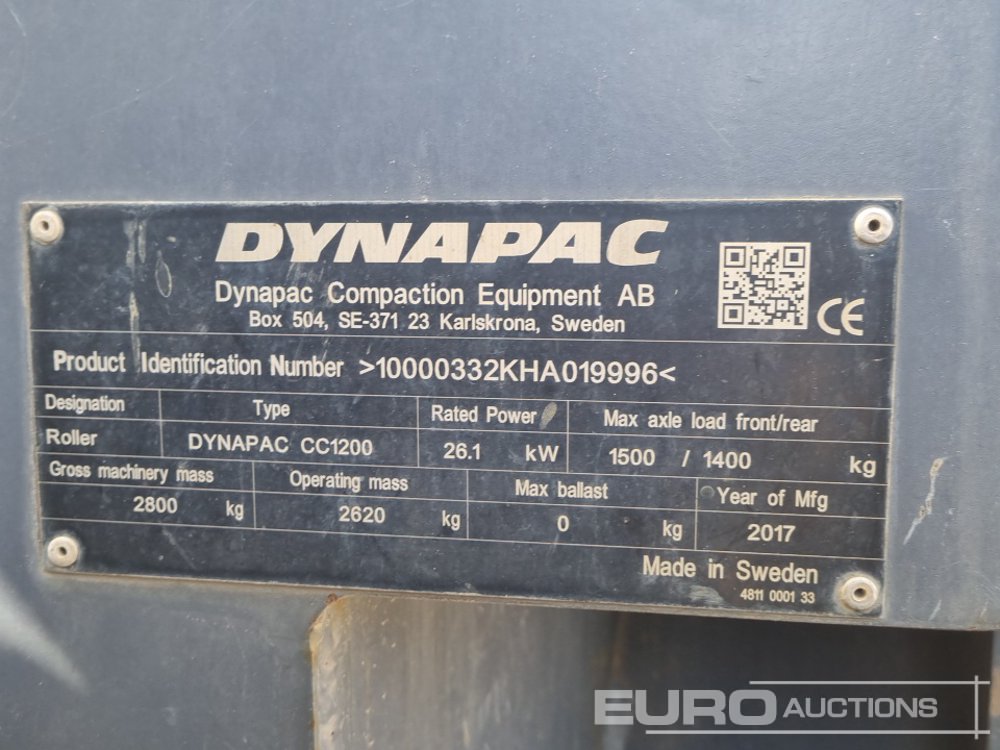 DYNAPAC
Dynapac Compaction Equipment AB
Box 504, SE-371 23 Karlskrona, Sweden
CE
Product Identification Number >10000332KHA019996<
Designation Type Rated Power Max axle load front/rear
Roller DYNAPAC CC1200 26.1 kW 1500 / 1400 kg
Gross machinery mass Operating mass Max ballast Year of Mfg
2800 kg 2620 kg 0 kg 2017
Made in Sweden
4811 0001 33
EURO AUCTIONS